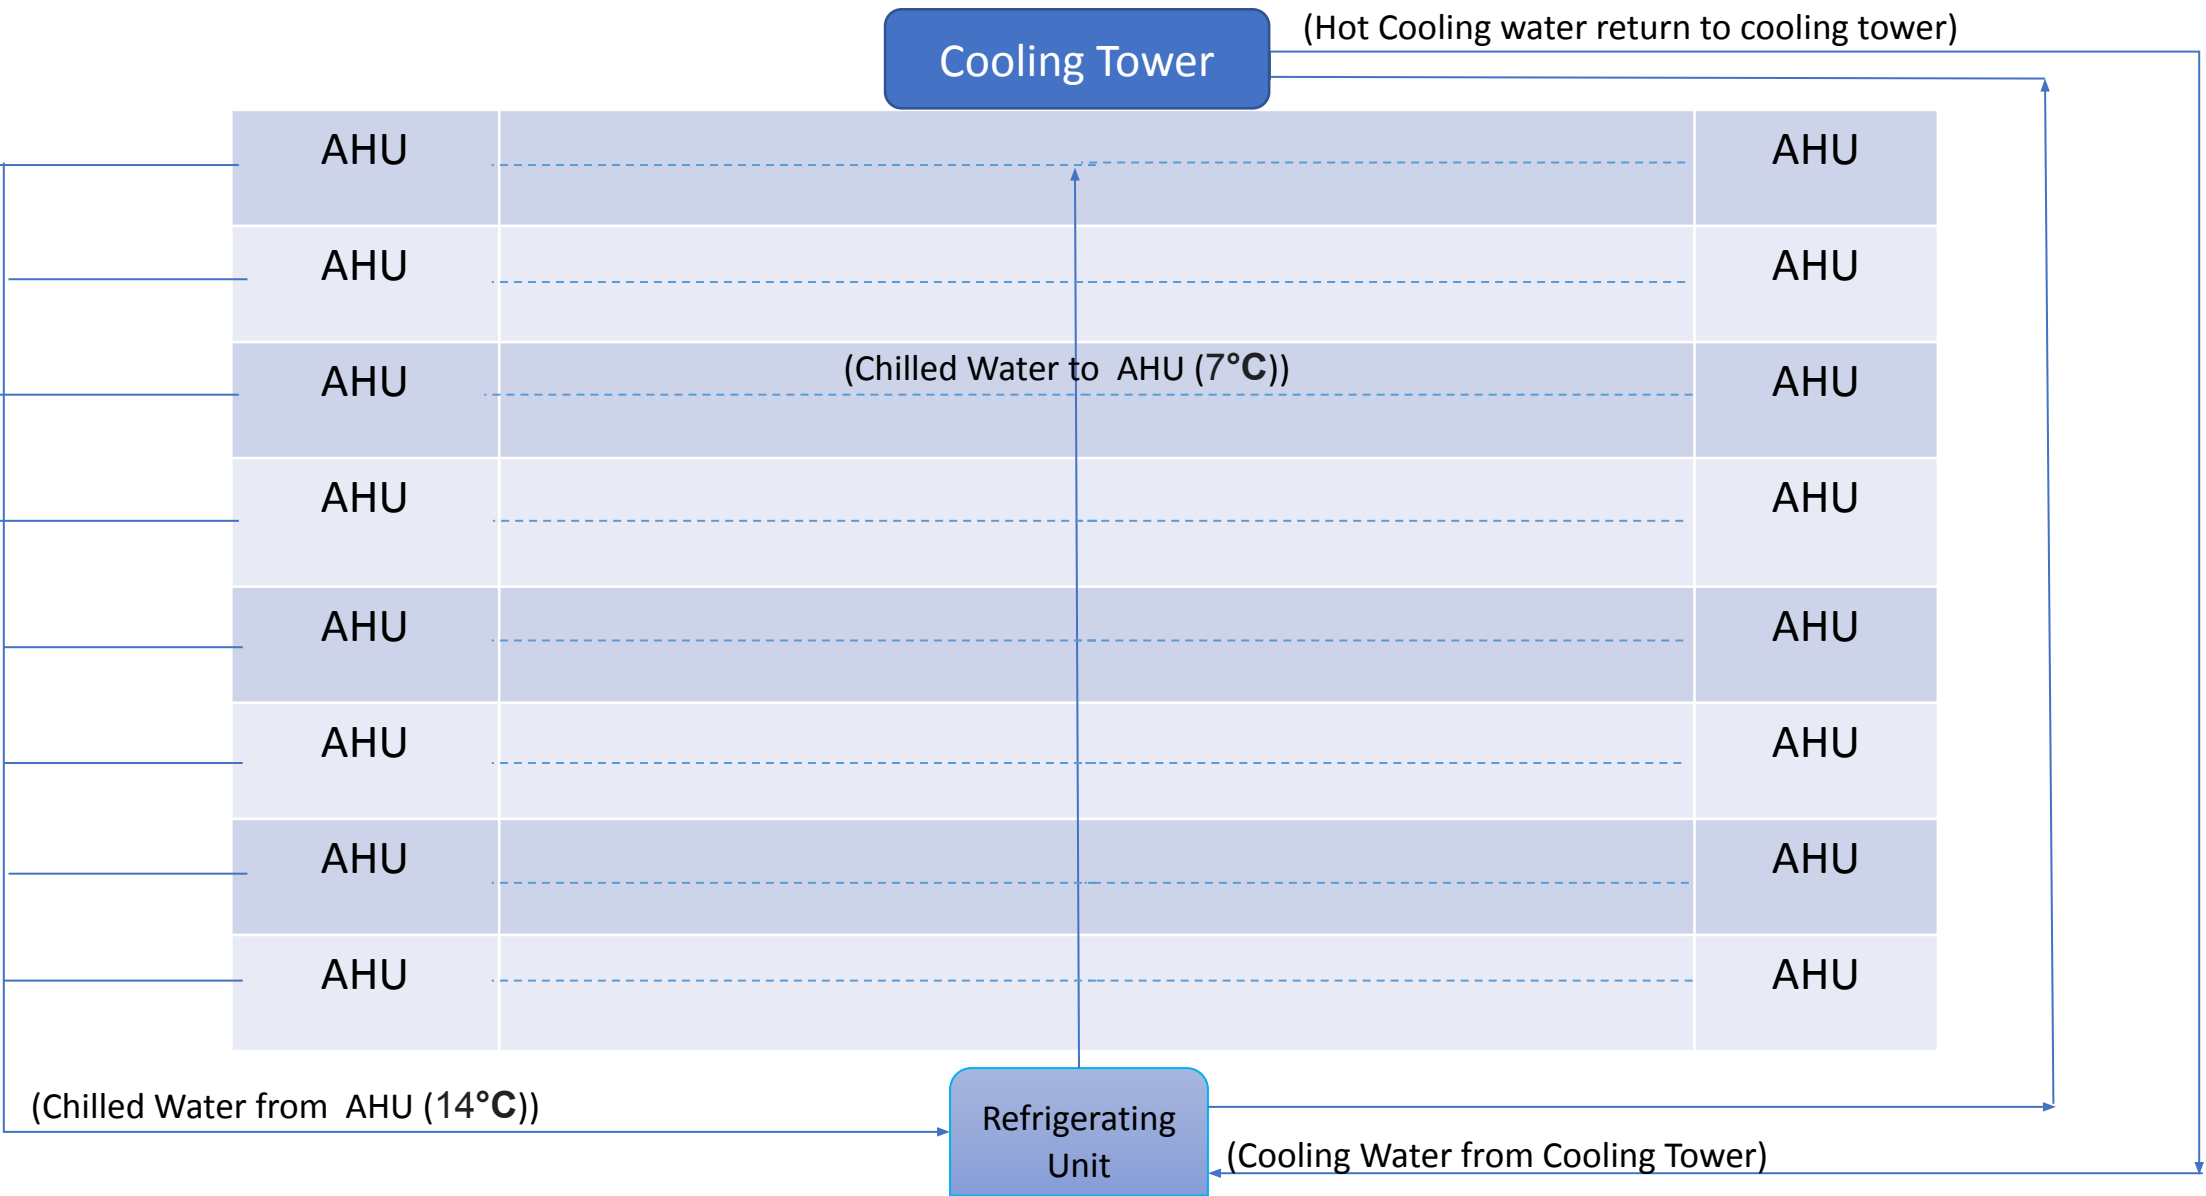 (Hot Cooling water return to cooling tower)
Cooling Tower
AHU AHU
AHU AHU
(Chilled Water to AHU (7°C))
AHU AHU
AHU AHU
AHU AHU
AHU AHU
AHU AHU
AHU AHU
(Chilled Water from AHU (14°C))
Refrigerating
Unit
(Cooling Water from Cooling Tower)